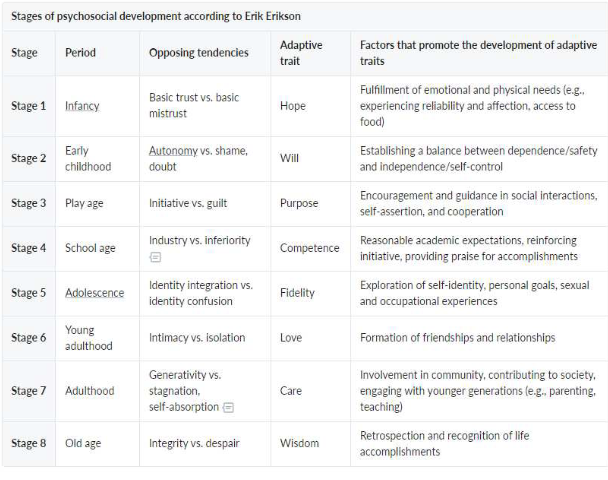 Stages of psychosocial development according to Erik Erikson
Stage Period Opposing tendencies Adaptive trait Factors that promote the development of adaptive traits
Stage 1 Infancy Basic trust vs. basic mistrust Hope Fulfillment of emotional and physical needs (e.g., experiencing reliability and affection, access to food)
Stage 2 Early childhood Autonomy vs. shame, doubt Will Establishing a balance between dependence/safety and independence/self-control
Stage 3 Play age Initiative vs. guilt Purpose Encouragement and guidance in social interactions, self-assertion, and cooperation
Stage 4 School age Industry vs. inferiority Competence Reasonable academic expectations, reinforcing initiative, providing praise for accomplishments
Stage 5 Adolescence Identity integration vs. identity confusion Fidelity Exploration of self-identity, personal goals, sexual and occupational experiences
Stage 6 Young adulthood Intimacy vs. isolation Love Formation of friendships and relationships
Stage 7 Adulthood Generativity vs. stagnation, self-absorption Care Involvement in community, contributing to society, engaging with younger generations (e.g., parenting, teaching)
Stage 8 Old age Integrity vs. despair Wisdom Retrospection and recognition of life accomplishments